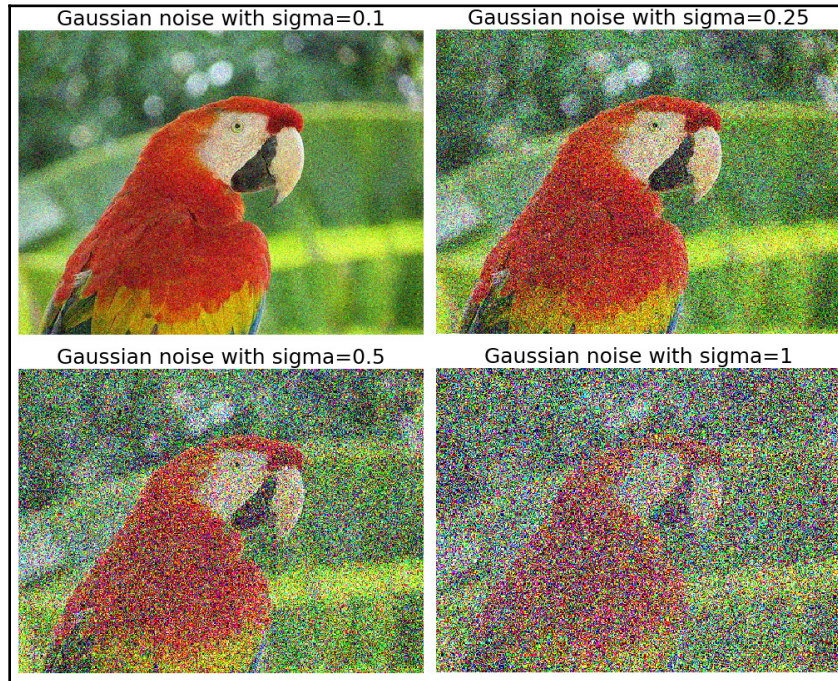 Gaussian noise with sigma=0.1
Gaussian noise with sigma=0.25
Gaussian noise with sigma=0.5
Gaussian noise with sigma=1